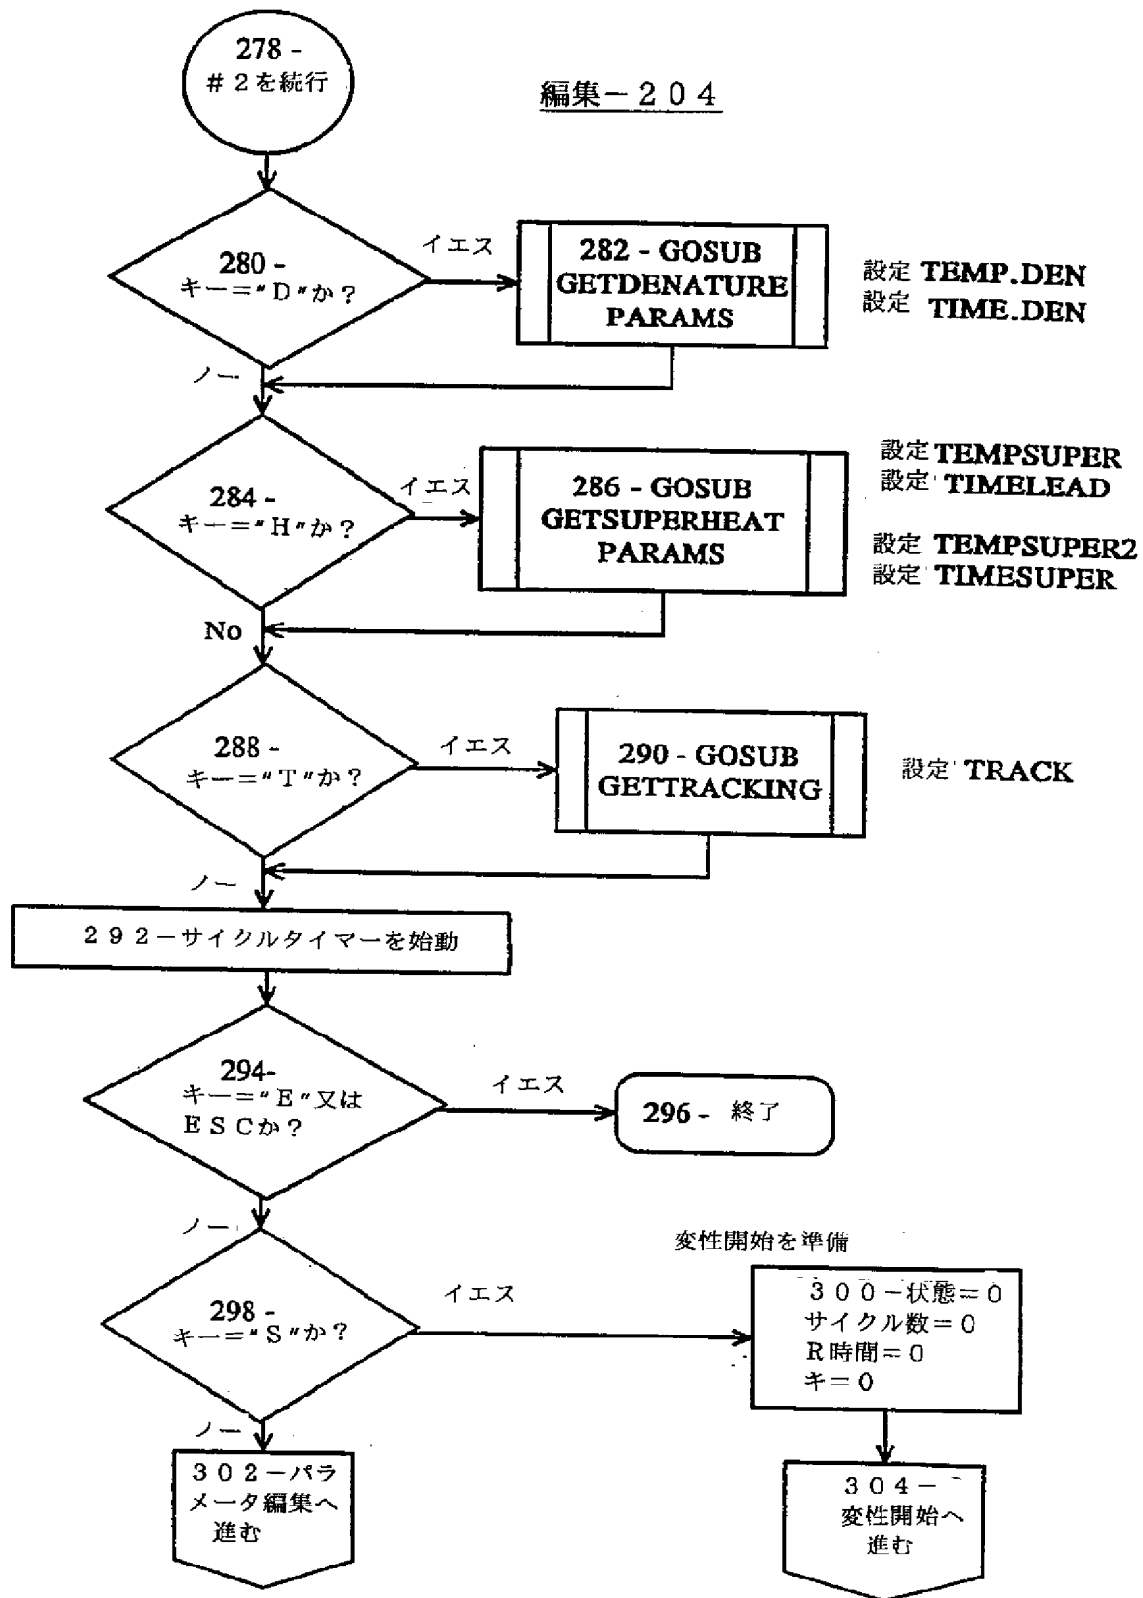 278 -
＃２を続行
編集－２０４
280 -
キー＝〃D〃か？
イエス
282 - GOSUB
GETDENATURE
PARAMS
設定 TEMP.DEN
設定 TIME.DEN
ノー
284 -
キー＝〃H〃か？
イエス
286 - GOSUB
GETSUPERHEAT
PARAMS
設定 TEMPSUPER
設定 TIMELEAD
設定 TEMPSUPER2
設定 TIMESUPER
No
288 -
キー＝〃T〃か？
イエス
290 - GOSUB
GETTRACKING
設定 TRACK
ノー
２９２－サイクルタイマーを始動
294-
キー＝〃E〃又は
ＥＳＣか？
イエス
296 - 終了
ノー
298 -
キー＝〃S〃か？
イエス
変性開始を準備
３００－状態＝０
サイクル数＝０
Ｒ時間＝０
キ＝０
ノー
３０２－パラ
メータ編集へ
進む
３０４－
変性開始へ
進む